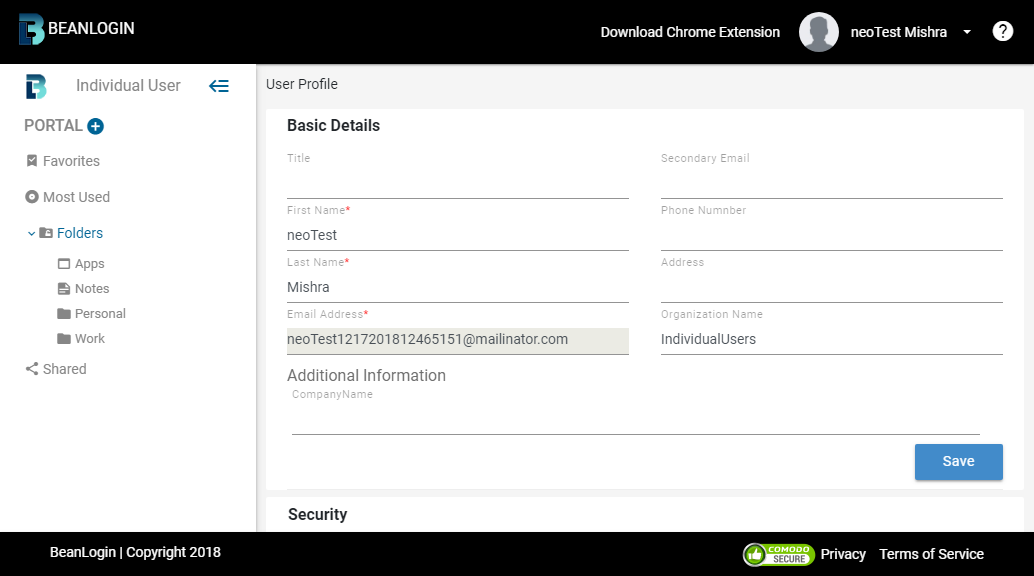 BEANLOGIN
Download Chrome Extension
neoTest Mishra
?
Individual User
PORTAL
Favorites
Most Used
Folders
Apps
Notes
Personal
Work
Shared
User Profile
Basic Details
Title
Secondary Email
First Name*
neoTest
Phone Numnber
Last Name*
Mishra
Address
Email Address*
neoTest1217201812465151@mailinator.com
Organization Name
IndividualUsers
Additional Information
CompanyName
Save
Security
BeanLogin | Copyright 2018
COMODO
SECURE
Privacy
Terms of Service